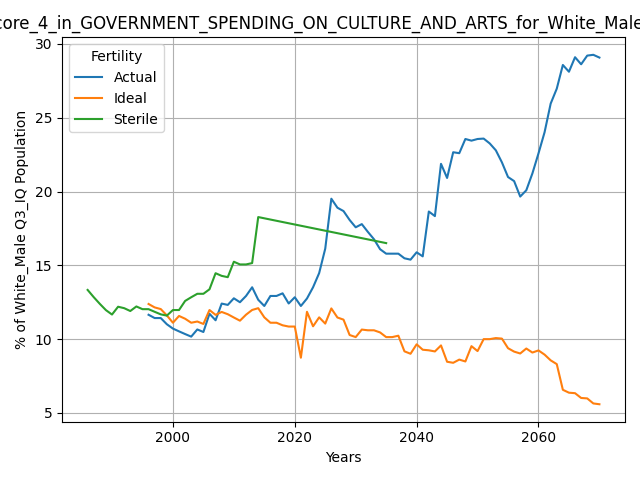 core_4_in_GOVERNMENT_SPENDING_ON_CULTURE_AND_ARTS_for_White_Male
Fertility
Actual
Ideal
Sterile
% of White_Male Q3_IQ Population
30
25
20
15
10
5
2000
2020
2040
2060
Years